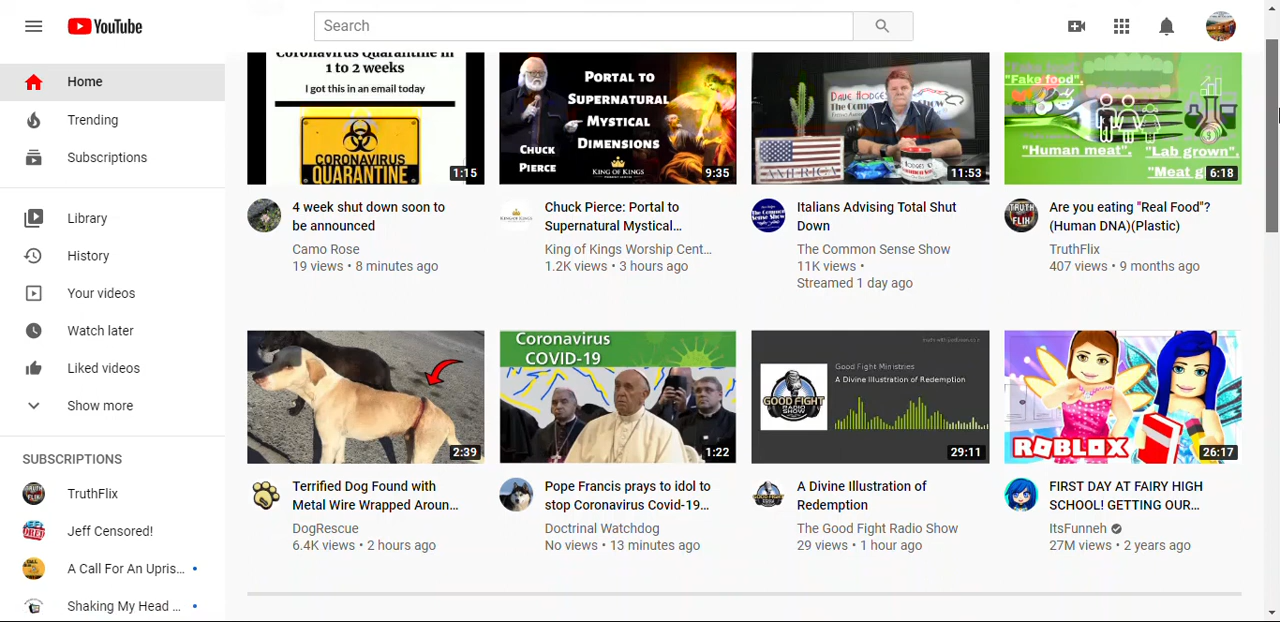 YouTube
Search
Home
Trending
Subscriptions
Library
History
Your videos
Watch later
Liked videos
Show more
SUBSCRIPTIONS
TruthFlix
Jeff Censored!
A Call For An Upris... •
Shaking My Head ... •
Coronavirus Quarantine in
1 to 2 weeks
I got this in an email today
CORONAVIRUS
QUARANTINE
1:15
4 week shut down soon to
be announced
Camo Rose
19 views • 8 minutes ago
PORTAL TO
SUPERNATURAL
MYSTICAL
DIMENSIONS
CHUCK
PIERCE
KING OF KINGS
9:35
Chuck Pierce: Portal to
Supernatural Mystical...
King of Kings Worship Cent...
1.2K views • 3 hours ago
DAVE HODGES
AMERICA
11:53
Italians Advising Total Shut
Down
The Common Sense Show
11K views •
Streamed 1 day ago
"Fake food".
"Human meat".
"Lab grown".
"Meat g
6:18
Are you eating "Real Food"?
(Human DNA)(Plastic)
TruthFlix
407 views • 9 months ago
2:39
Terrified Dog Found with
Metal Wire Wrapped Aroun...
DogRescue
6.4K views • 2 hours ago
Coronavirus
COVID-19
1:22
Pope Francis prays to idol to
stop Coronavirus Covid-19...
Doctrinal Watchdog
No views • 13 minutes ago
Good Fight Ministries
A Divine Illustration of Redemption
GOOD FIGHT
RADIO SHOW
29:11
A Divine Illustration of
Redemption
The Good Fight Radio Show
29 views • 1 hour ago
ROBLOX
26:17
FIRST DAY AT FAIRY HIGH
SCHOOL! GETTING OUR...
ItsFunneh
27M views • 2 years ago